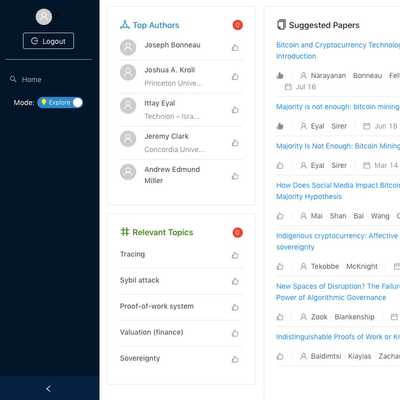 Logout
Home
Mode: Explore
Top Authors
0
Joseph Bonneau
Joshua A. Kroll
Princeton Unive...
Ittay Eyal
Technion – Isra...
Jeremy Clark
Concordia Unive...
Andrew Edmund
Miller
Relevant Topics
0
Tracing
Sybil attack
Proof-of-work system
Valuation (finance)
Sovereignty
Suggested Papers
Bitcoin and Cryptocurrency Technolog
Introduction
Narayanan Bonneau Fel
Jul 16
Majority is not enough: bitcoin mining
Eyal Sirer Jun 18
Majority Is Not Enough: Bitcoin Mining
Eyal Sirer Mar 14
How Does Social Media Impact Bitcoi
Majority Hypothesis
Mai Shan Bai Wang
Indigenous cryptocurrency: Affective
sovereignty
Tekobbe McKnight
New Spaces of Disruption? The Failur
Power of Algorithmic Governance
Zook Blankenship
Indistinguishable Proofs of Work or K
Baldimtsi Kiayias Zacha